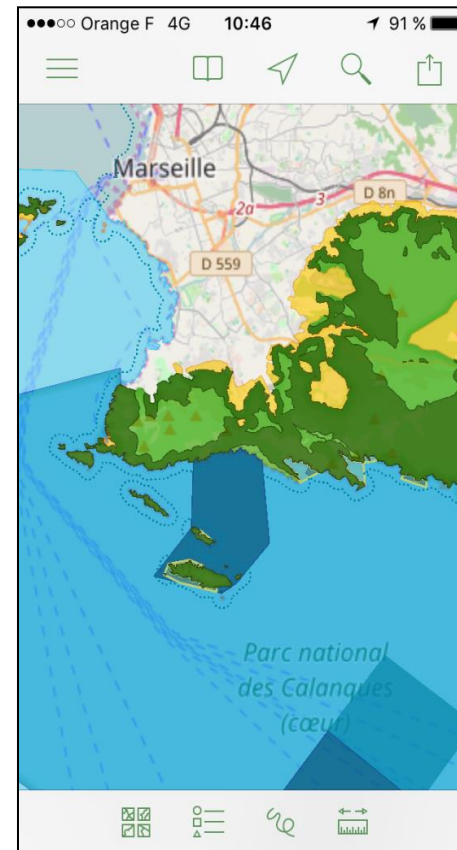 Orange F 4G 10:46 91 %
Marseille
D 8n
2a
3
D 559
Parc national
des Calanques
(cœur)